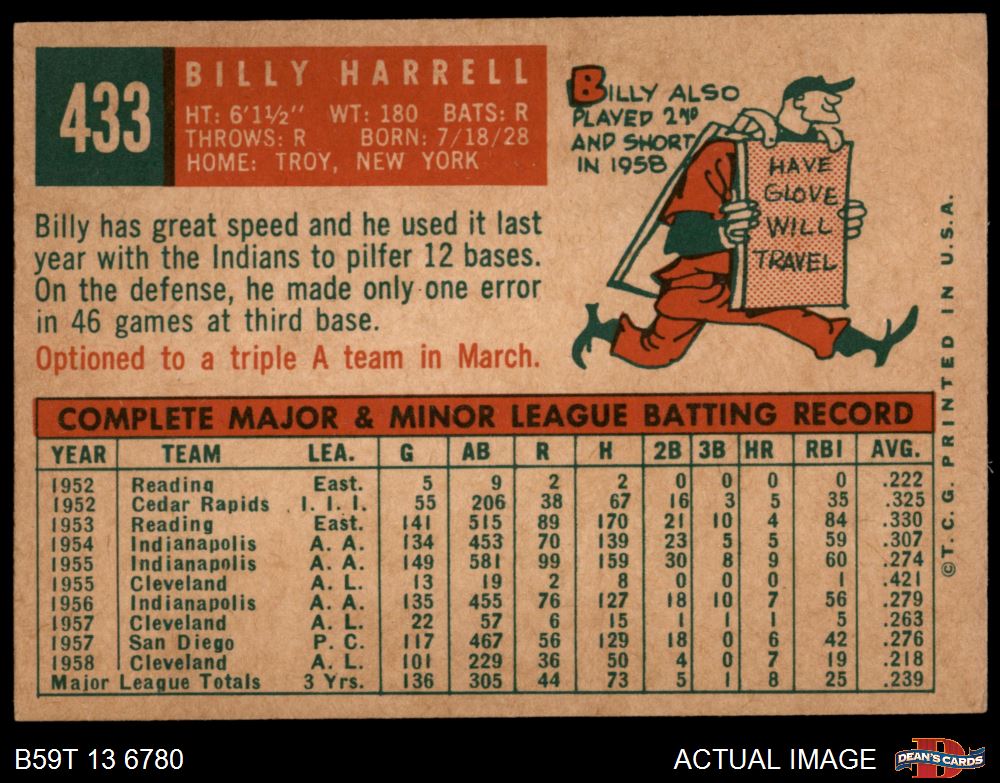 433
BILLY HARRELL
HT: 6'1½" WT: 180 BATS: R
THROWS: R BORN: 7/18/28
HOME: TROY, NEW YORK
Billy has great speed and he used it last
year with the Indians to pilfer 12 bases.
On the defense, he made only one error
in 46 games at third base.
Optioned to a triple A team in March.
BILLY ALSO
PLAYED 2ND
AND SHORT
IN 1958
HAVE
GLOVE
WILL
TRAVEL
COMPLETE MAJOR & MINOR LEAGUE BATTING RECORD
YEAR TEAM LEA. G AB R H 2B 3B HR RBI AVG.
1952 Reading East. 5 9 2 2 0 0 0 0 .222
1952 Cedar Rapids I. I. I. 55 206 38 67 16 3 5 35 .325
1953 Reading East. 141 515 89 170 21 10 4 84 .330
1954 Indianapolis A. A. 134 453 70 139 23 5 5 59 .307
1955 Indianapolis A. A. 149 581 99 159 30 8 9 60 .274
1955 Cleveland A. L. 13 19 2 8 0 0 0 1 .421
1956 Indianapolis A. A. 135 455 76 127 18 10 7 56 .279
1957 Cleveland A. L. 22 57 6 15 1 1 1 5 .263
1957 San Diego P. C. 117 467 56 129 18 0 6 42 .276
1958 Cleveland A. L. 101 229 36 50 4 0 7 19 .218
Major League Totals 3 Yrs. 136 305 44 73 5 1 8 25 .239
©T. C. G. PRINTED IN U. S. A.
B59T 13 6780
ACTUAL IMAGE
DEAN'S CARDS